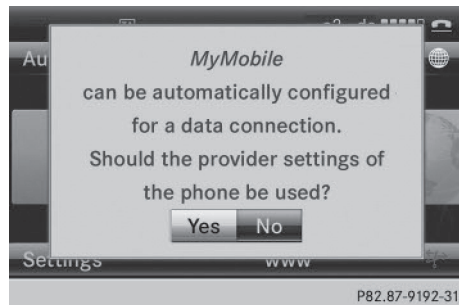 Au
MyMobile
can be automatically configured
for a data connection.
Should the provider settings of
the phone be used?
Yes No
Settings www
P82.87-9192-31